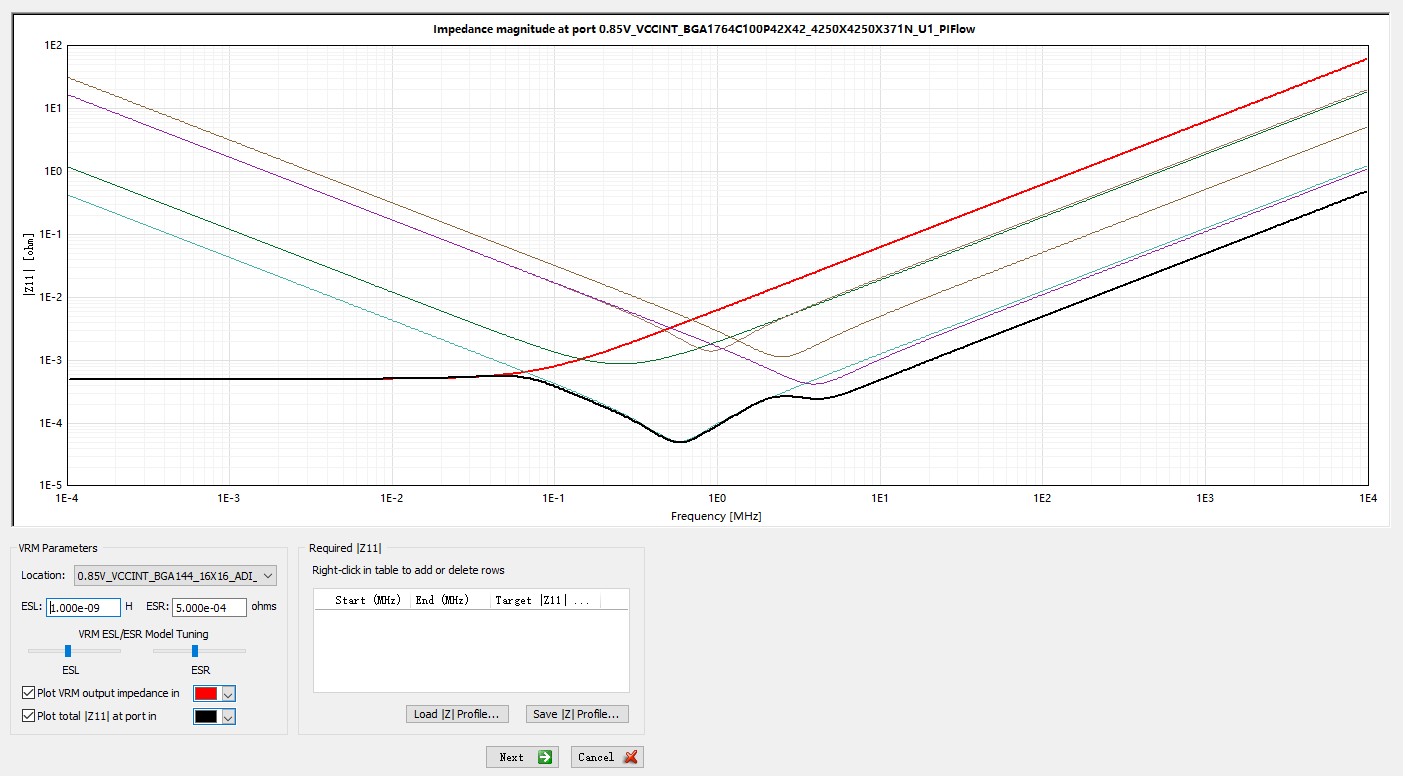 Impedance magnitude at port 0.85V_VCCINT_BGA1764C100P42X42_4250X4250X371N_U1_PIFlow
1E2
1E1
1E0
1E-1
1E-2
1E-3
1E-4
1E-5
|Z11| [ohm]
1E-4 1E-3 1E-2 1E-1 1E0 1E1 1E2 1E3 1E4
Frequency [MHz]
VRM Parameters
Location: 0.85V_VCCINT_BGA144_16X16_ADI_
ESL: 1.000e-09 H ESR: 5.000e-04 ohms
VRM ESL/ESR Model Tuning
ESL ESR
Plot VRM output impedance in
Plot total |Z11| at port in
Required |Z11|
Right-click in table to add or delete rows
Start (MHz) End (MHz) Target |Z11| ...
Load |Z| Profile... Save |Z| Profile...
Next Cancel